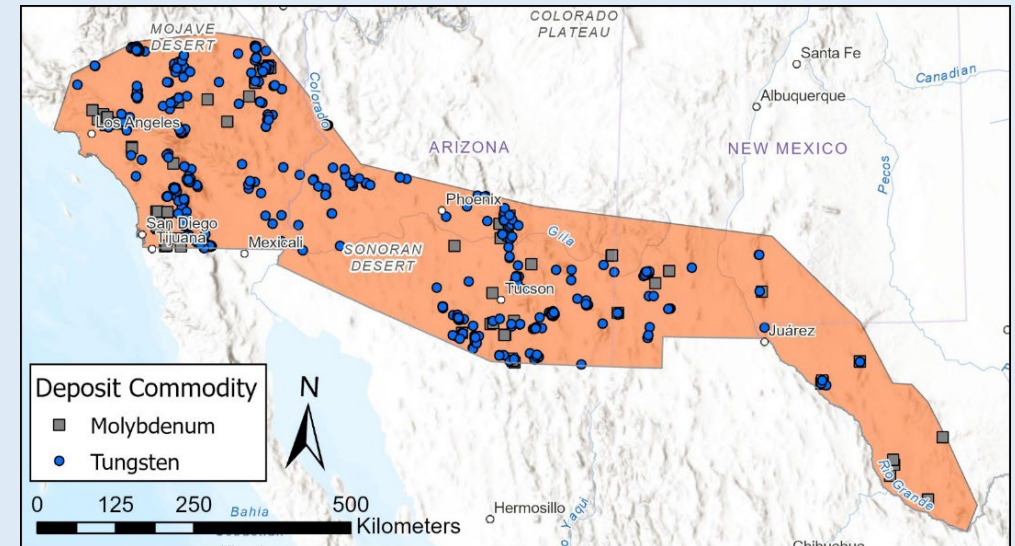 COLORADO
PLATEAU
MOJAVE
DESERT
Santa Fe
Canadian
Colorado
Albuquerque
Los Angeles
ARIZONA
NEW MEXICO
Pecos
Phoenix
San Diego
Tijuana
Mexicali
Gila
SONORAN
DESERT
Tucson
Juárez
Deposit Commodity
Molybdenum
Tungsten
N
Rio Grande
0 125 250 500
Kilometers
Bahia
Hermosillo
Yaqui